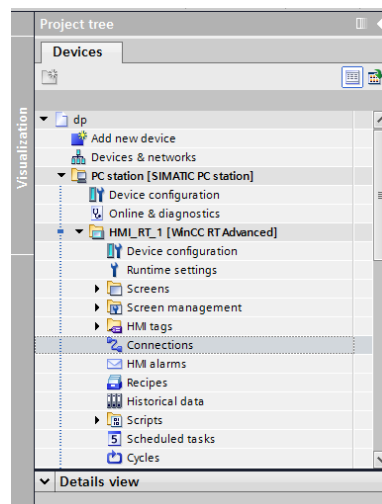 Project tree
Devices
Visualization
dp
Add new device
Devices & networks
PC station [SIMATIC PC station]
Device configuration
Online & diagnostics
HMI_RT_1 [WinCC RT Advanced]
Device configuration
Runtime settings
Screens
Screen management
HMI tags
Connections
HMI alarms
Recipes
Historical data
Scripts
Scheduled tasks
Cycles
Details view